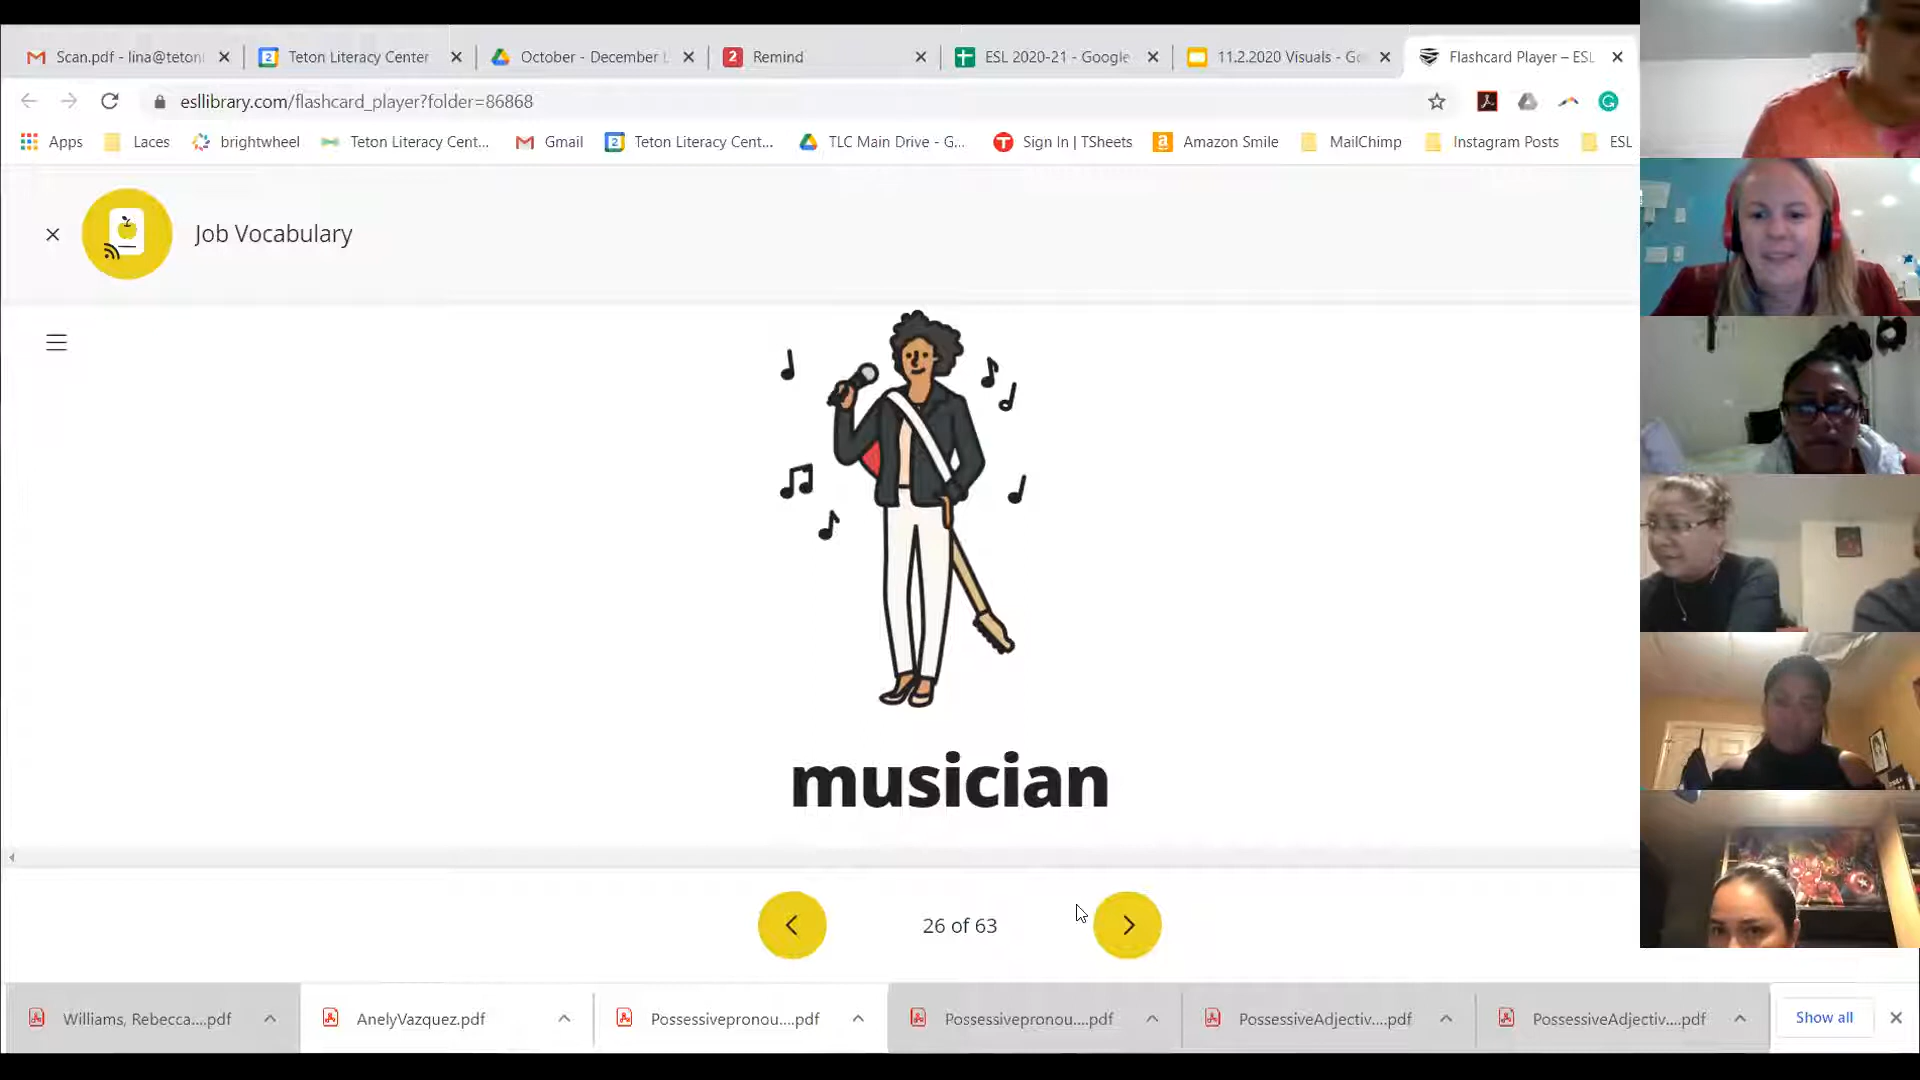 Scan.pdf - lina@teton
Teton Literacy Center
October - December L
2 Remind
ESL 2020-21 - Google
11.2.2020 Visuals - Go
Flashcard Player – ESL
esllibrary.com/flashcard_player?folder=86868
Apps
Laces
brightwheel
Teton Literacy Cent...
Gmail
2 Teton Literacy Cent...
TLC Main Drive - G...
Sign In | TSheets
Amazon Smile
MailChimp
Instagram Posts
ESL
Job Vocabulary
musician
26 of 63
Williams, Rebecca....pdf
AnelyVazquez.pdf
Possessivepronou....pdf
Possessivepronou....pdf
PossessiveAdjectiv....pdf
PossessiveAdjectiv....pdf
Show all